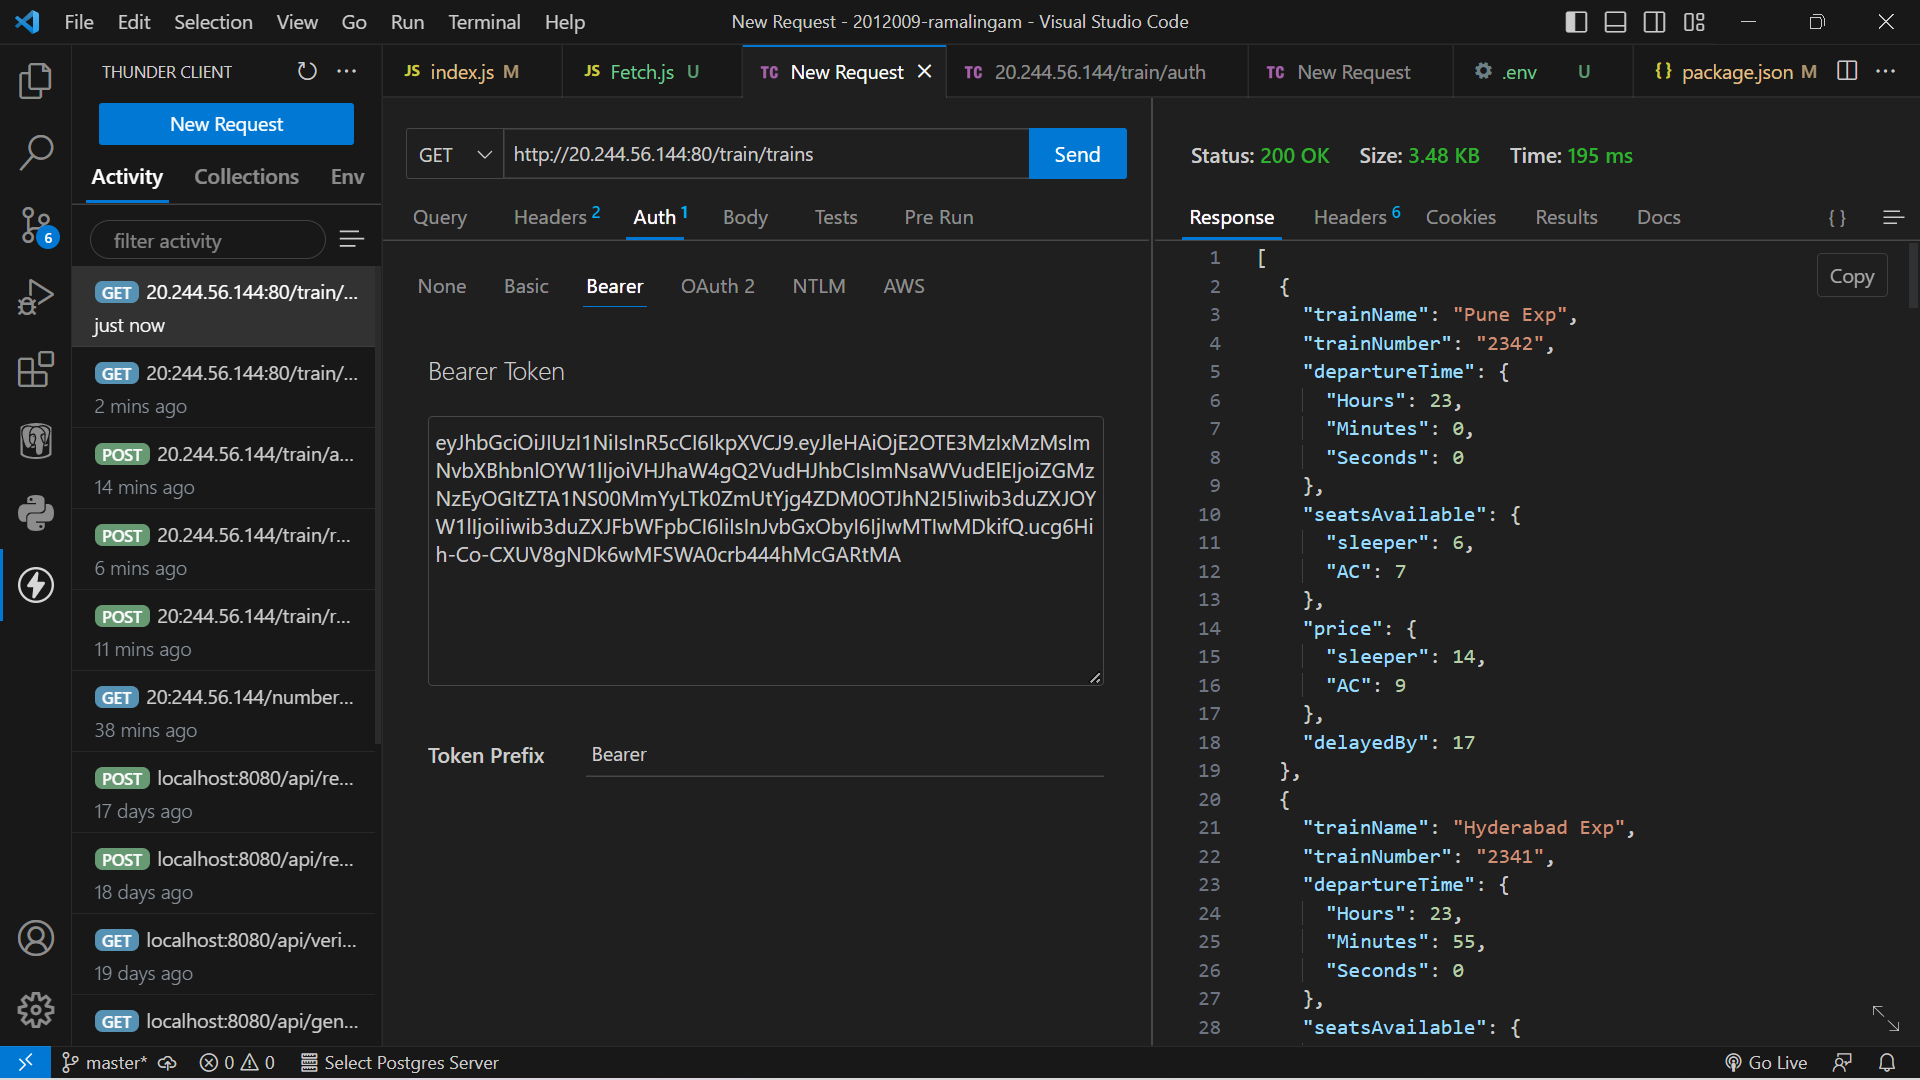 File Edit Selection View Go Run Terminal Help
New Request - 2012009-ramalingam - Visual Studio Code
THUNDER CLIENT
New Request
Activity Collections Env
filter activity
GET 20.244.56.144:80/train/...
just now
GET 20:244.56.144:80/train/...
2 mins ago
POST 20.244.56.144/train/a...
14 mins ago
POST 20.244.56.144/train/r...
6 mins ago
POST 20:244.56.144/train/r...
11 mins ago
GET 20:244.56.144/number...
38 mins ago
POST localhost:8080/api/re...
17 days ago
POST localhost:8080/api/re...
18 days ago
GET localhost:8080/api/veri...
19 days ago
GET localhost:8080/api/gen...
6
JS index.js M
JS Fetch.js U
TC New Request
TC 20.244.56.144/train/auth
TC New Request
.env U
{} package.json M
GET http://20.244.56.144:80/train/trains Send
Query Headers 2 Auth 1 Body Tests Pre Run
None Basic Bearer OAuth 2 NTLM AWS
Bearer Token
eyJhbGciOiJIUzI1NiIsInR5cCI6IkpXVCJ9.eyJleHAiOjE2OTE3MzIxMzMsIm
NvbXBhbnlOYW1lIjoiVHJhaW4gQ2VudHJhbCIsImNsaWVudElEIjoiZGMz
NzEyOGItZTA1NS00MmYyLTk0ZmUtYjg4ZDM0OTJhN2I5Iiwib3duZXJOY
W1lIjoiIiwib3duZXJFbWFpbCI6IiIsInJvbGxObyI6IjIwMTIwMDkifQ.ucg6Hi
h-Co-CXUV8gNDk6wMFSWA0crb444hMcGARtMA
Token Prefix Bearer
Status: 200 OK Size: 3.48 KB Time: 195 ms
Response Headers 6 Cookies Results Docs { }
Copy
1 [
2 {
3 "trainName": "Pune Exp",
4 "trainNumber": "2342",
5 "departureTime": {
6 "Hours": 23,
7 "Minutes": 0,
8 "Seconds": 0
9 },
10 "seatsAvailable": {
11 "sleeper": 6,
12 "AC": 7
13 },
14 "price": {
15 "sleeper": 14,
16 "AC": 9
17 },
18 "delayedBy": 17
19 },
20 {
21 "trainName": "Hyderabad Exp",
22 "trainNumber": "2341",
23 "departureTime": {
24 "Hours": 23,
25 "Minutes": 55,
26 "Seconds": 0
27 },
28 "seatsAvailable": {
master* 0 0 Select Postgres Server Go Live